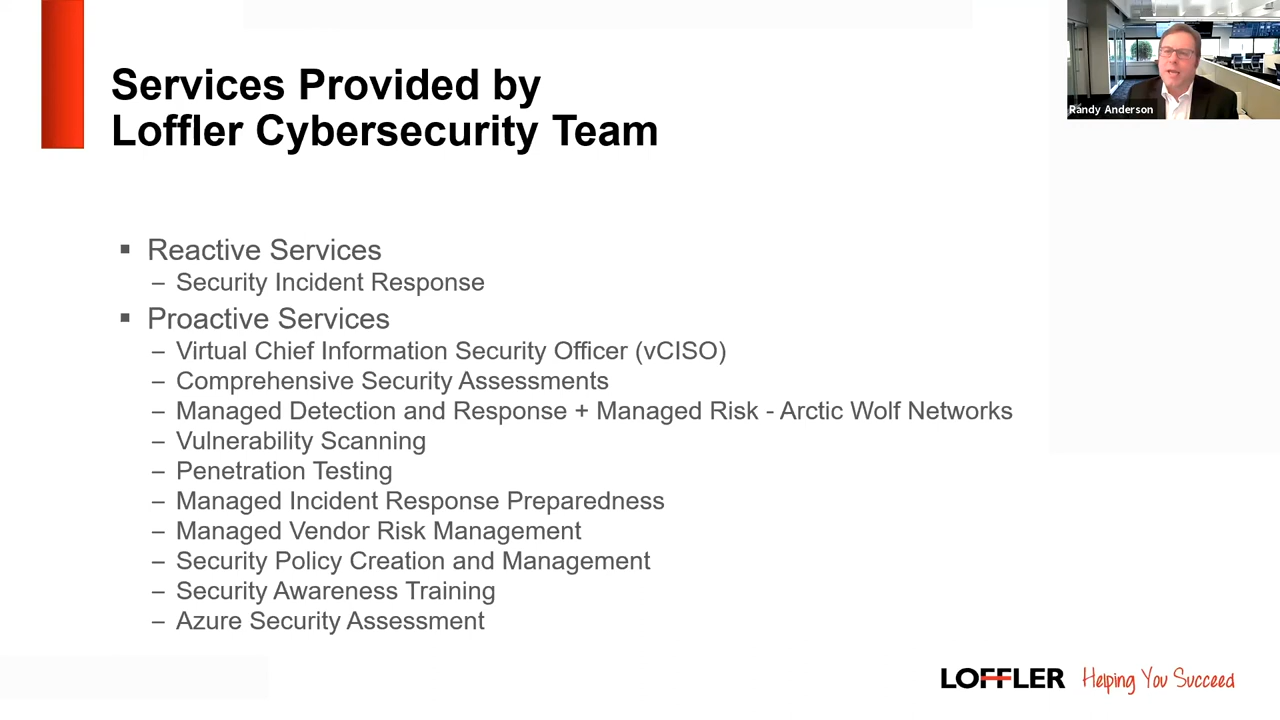 Services Provided by
Loffler Cybersecurity Team
Randy Anderson
▪ Reactive Services
– Security Incident Response
▪ Proactive Services
– Virtual Chief Information Security Officer (vCISO)
– Comprehensive Security Assessments
– Managed Detection and Response + Managed Risk - Arctic Wolf Networks
– Vulnerability Scanning
– Penetration Testing
– Managed Incident Response Preparedness
– Managed Vendor Risk Management
– Security Policy Creation and Management
– Security Awareness Training
– Azure Security Assessment
LOFFLER Helping You Succeed